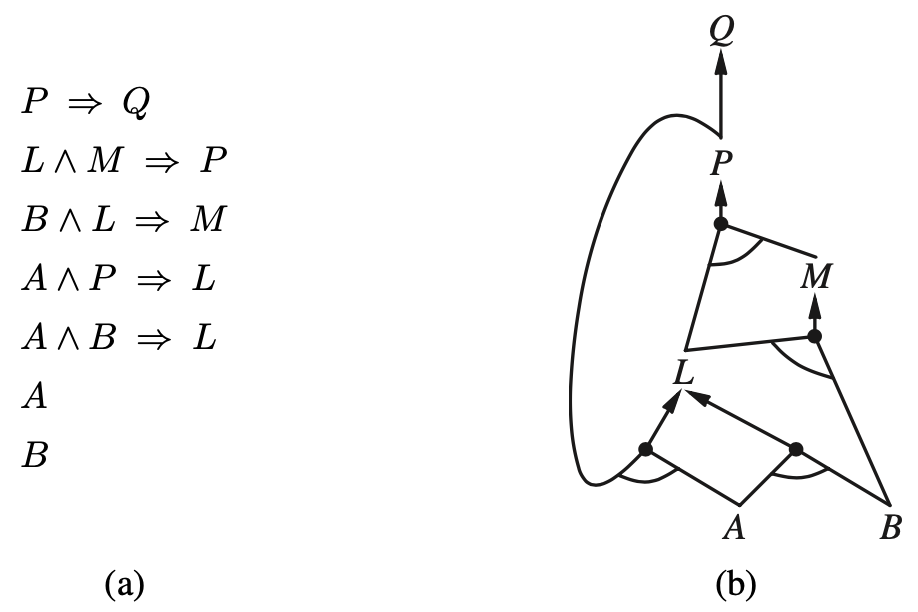 P ⇒ Q
L ∧ M ⇒ P
B ∧ L ⇒ M
A ∧ P ⇒ L
A ∧ B ⇒ L
A
B
(a)
Q
P
M
L
A B
(b)